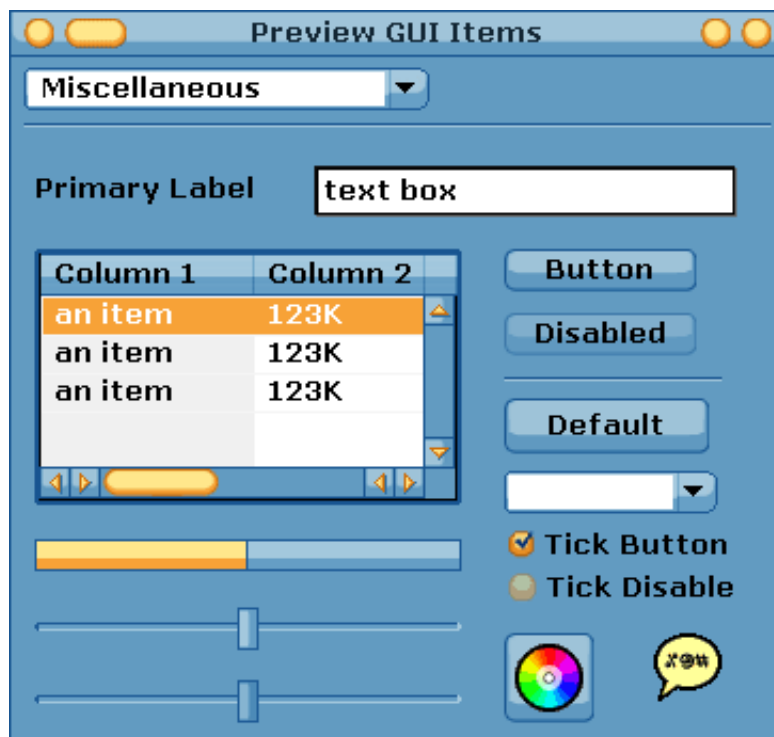 Preview GUI Items
Miscellaneous
Primary Label
text box
Column 1 Column 2
an item 123K
an item 123K
an item 123K
Button
Disabled
Default
Tick Button
Tick Disable